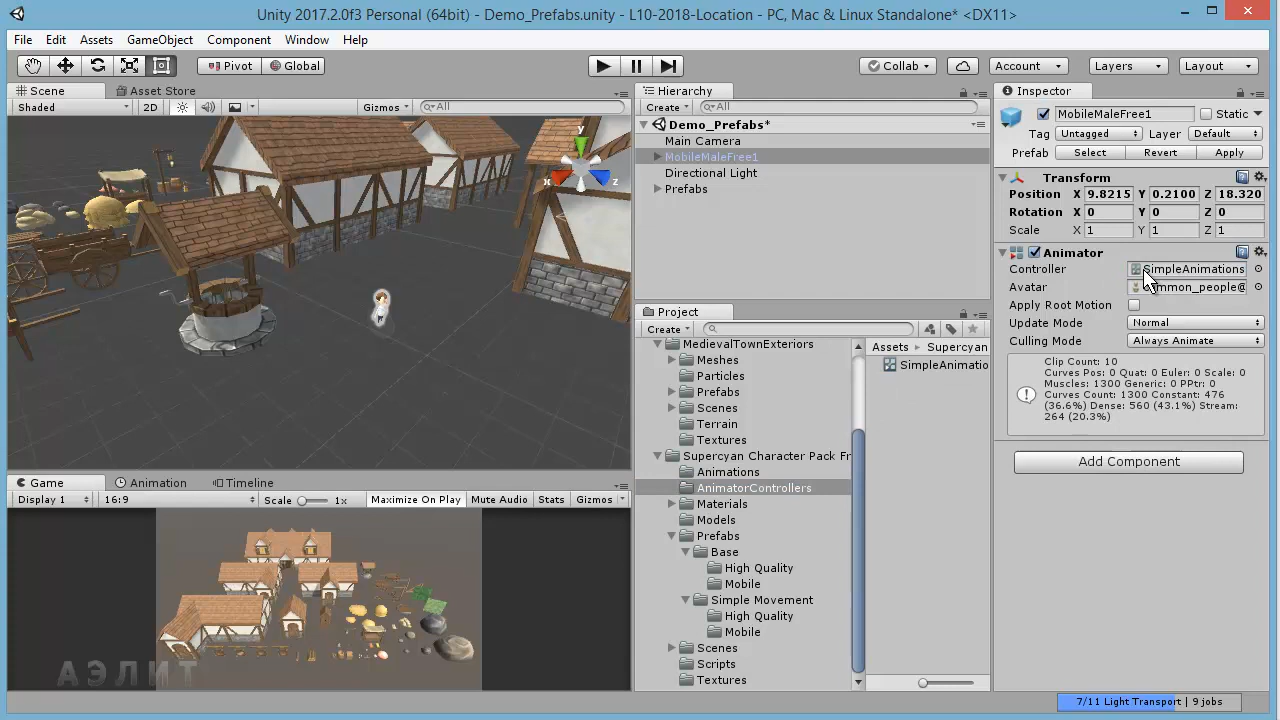 Unity 2017.2.0f3 Personal (64bit) - Demo_Prefabs.unity - L10-2018-Location - PC, Mac & Linux Standalone* <DX11>
File Edit Assets GameObject Component Window Help
Pivot Global Collab Account Layers Layout
Scene Asset Store
Shaded 2D Gizmos All
y
x z
Hierarchy
Create All
Demo_Prefabs*
Main Camera
MobileMaleFree1
Directional Light
Prefabs
Inspector
MobileMaleFree1 Static
Tag Untagged Layer Default
Prefab Select Revert Apply
Transform
Position X 9.8215 Y 0.2100 Z 18.320
Rotation X 0 Y 0 Z 0
Scale X 1 Y 1 Z 1
Animator
Controller SimpleAnimations
Avatar mmon_people@
Apply Root Motion
Update Mode Normal
Culling Mode Always Animate
Clip Count: 10
Curves Pos: 0 Quat: 0 Euler: 0 Scale: 0
Muscles: 1300 Generic: 0 PPtr: 0
Curves Count: 1300 Constant: 476
(36.6%) Dense: 560 (43.1%) Stream:
264 (20.3%)
Add Component
Project
Create
MedievalTownExteriors
Meshes
Particles
Prefabs
Scenes
Terrain
Textures
Supercyan Character Pack Fr
Animations
AnimatorControllers
Materials
Models
Prefabs
Base
High Quality
Mobile
Simple Movement
High Quality
Mobile
Scenes
Scripts
Textures
Assets Supercyan
SimpleAnimatio
Game Animation Timeline
Display 1 16:9 Scale 1x Maximize On Play Mute Audio Stats Gizmos
АЭЛИТ
7/11 Light Transport | 9 jobs